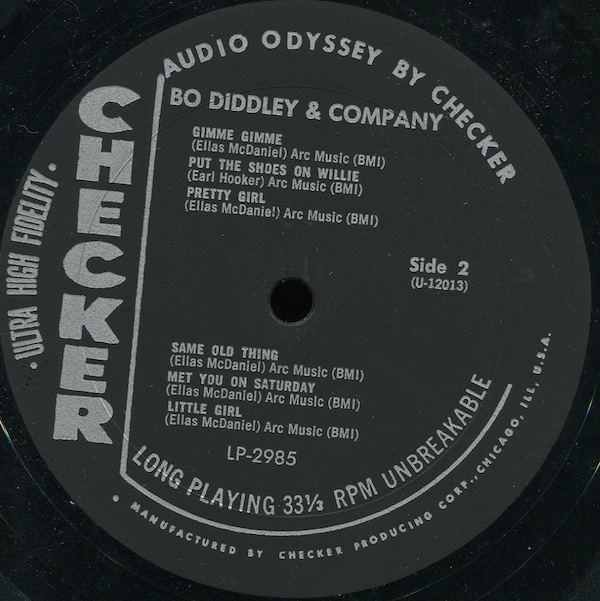 AUDIO ODYSSEY BY CHECKER
CHECKER
• ULTRA HIGH FIDELITY •
BO DIDDLEY & COMPANY
GIMME GIMME
(Ellas McDaniel) Arc Music (BMI)
PUT THE SHOES ON WILLIE
(Earl Hooker) Arc Music (BMI)
PRETTY GIRL
(Ellas McDaniel) Arc Music (BMI)
Side 2
(U-12013)
SAME OLD THING
(Ellas McDaniel) Arc Music (BMI)
MET YOU ON SATURDAY
(Ellas McDaniel) Arc Music (BMI)
LITTLE GIRL
(Ellas McDaniel) Arc Music (BMI)
LP-2985
LONG PLAYING 33⅓ RPM UNBREAKABLE
• MANUFACTURED BY CHECKER PRODUCING CORP., CHICAGO, ILL, U.S.A.